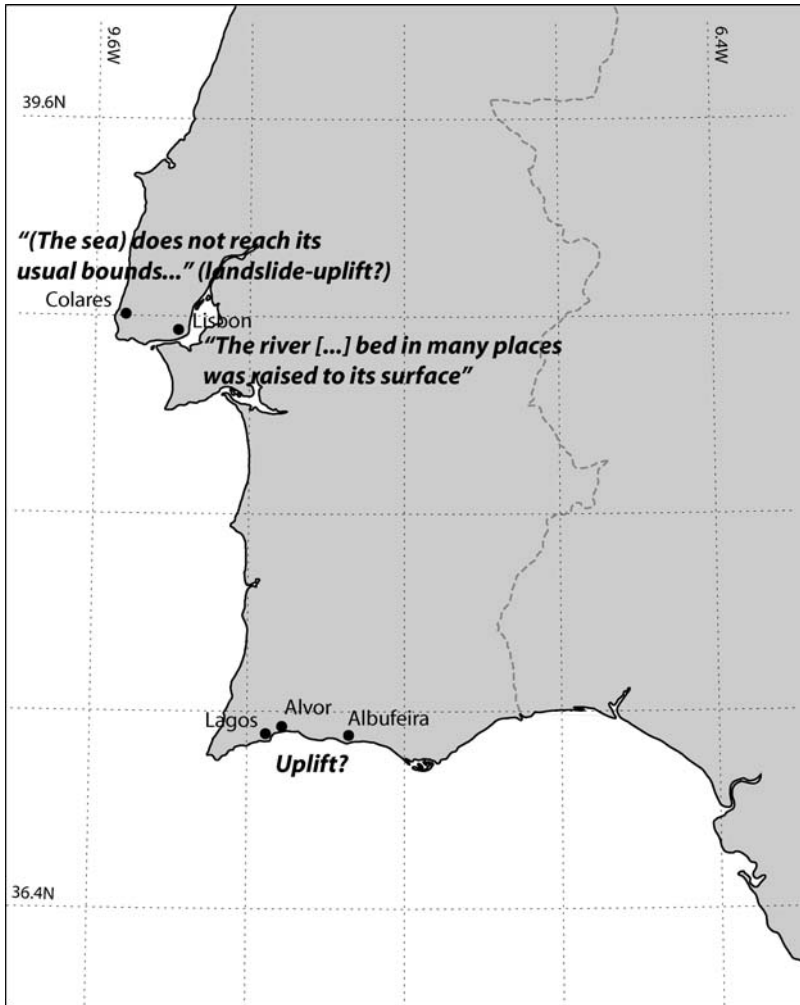 9.6W
6.4W
39.6N
“(The sea) does not reach its
usual bounds...” (landslide-uplift?)
Colares
Lisbon
“The river [...] bed in many places
was raised to its surface”
Lagos
Alvor
Albufeira
Uplift?
36.4N